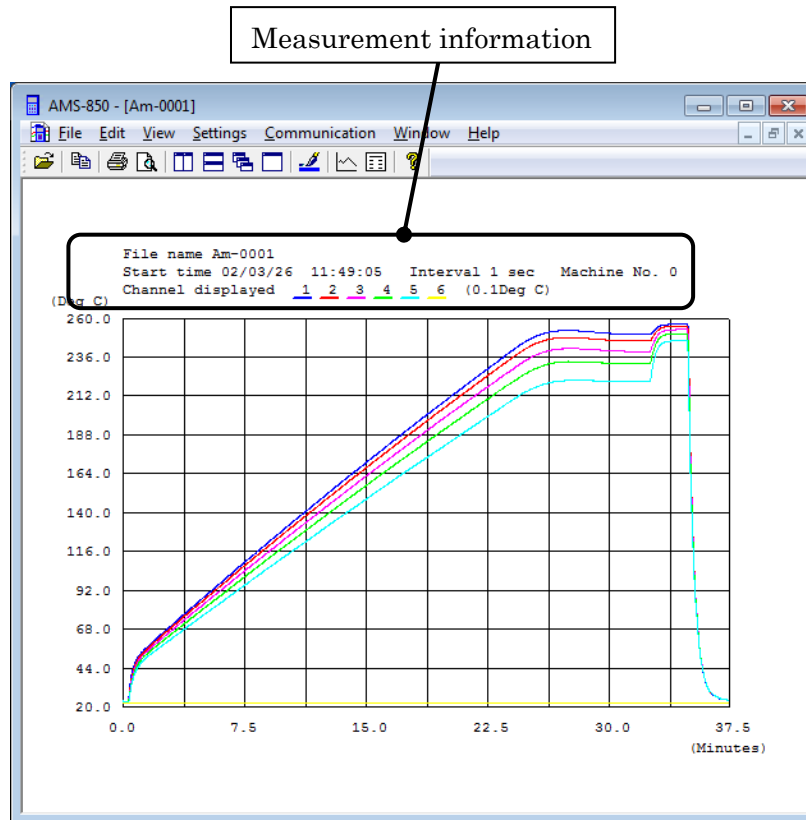 Measurement information
AMS-850 - [Am-0001]
File Edit View Settings Communication Window Help
File name Am-0001
Start time 02/03/26 11:49:05 Interval 1 sec Machine No. 0
Channel displayed 1 2 3 4 5 6 (0.1Deg C)
(Deg C)
260.0
236.0
212.0
188.0
164.0
140.0
116.0
92.0
68.0
44.0
20.0
0.0 7.5 15.0 22.5 30.0 37.5
(Minutes)